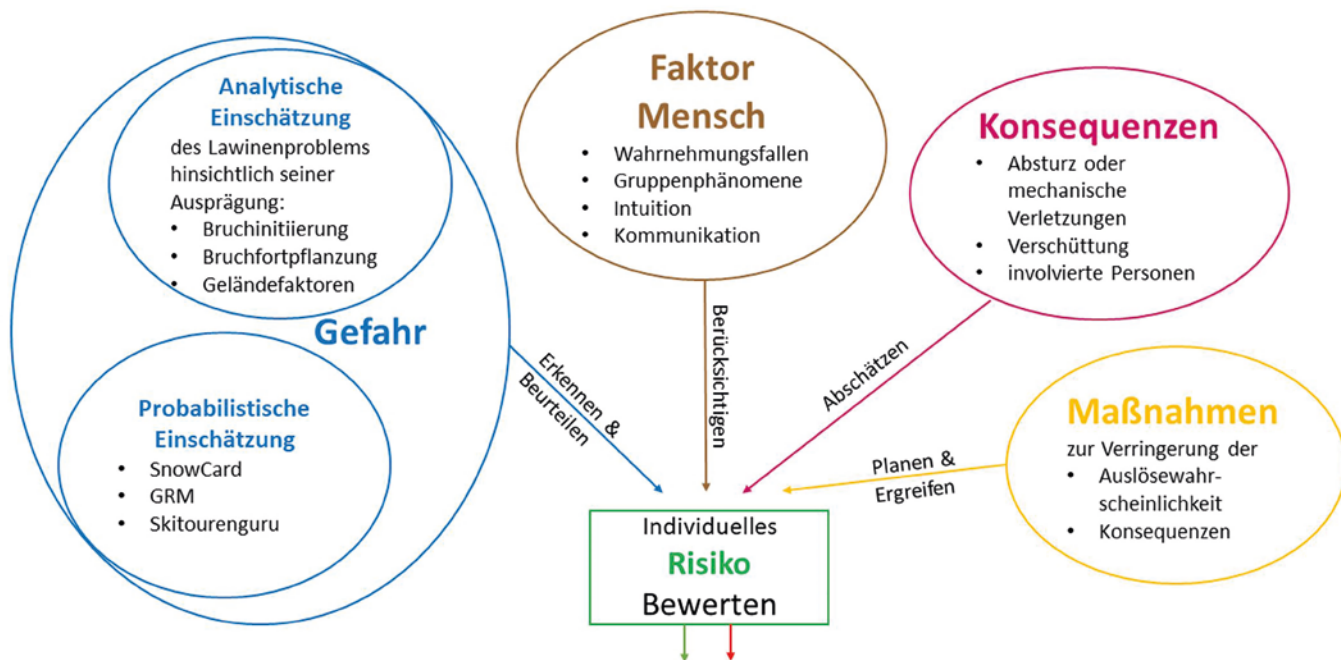 Analytische
Einschätzung
des Lawinenproblems
hinsichtlich seiner
Ausprägung:
• Bruchinitiierung
• Bruchfortpflanzung
• Geländefaktoren
Gefahr
Probabilistische
Einschätzung
• SnowCard
• GRM
• Skitourenguru
Erkennen &
Beurteilen
Faktor
Mensch
• Wahrnehmungsfallen
• Gruppenphänomene
• Intuition
• Kommunikation
Berücksichtigen
Konsequenzen
• Absturz oder
mechanische
Verletzungen
• Verschüttung
• involvierte Personen
Abschätzen
Maßnahmen
zur Verringerung der
• Auslösewahr-
scheinlichkeit
• Konsequenzen
Planen &
Ergreifen
Individuelles
Risiko
Bewerten